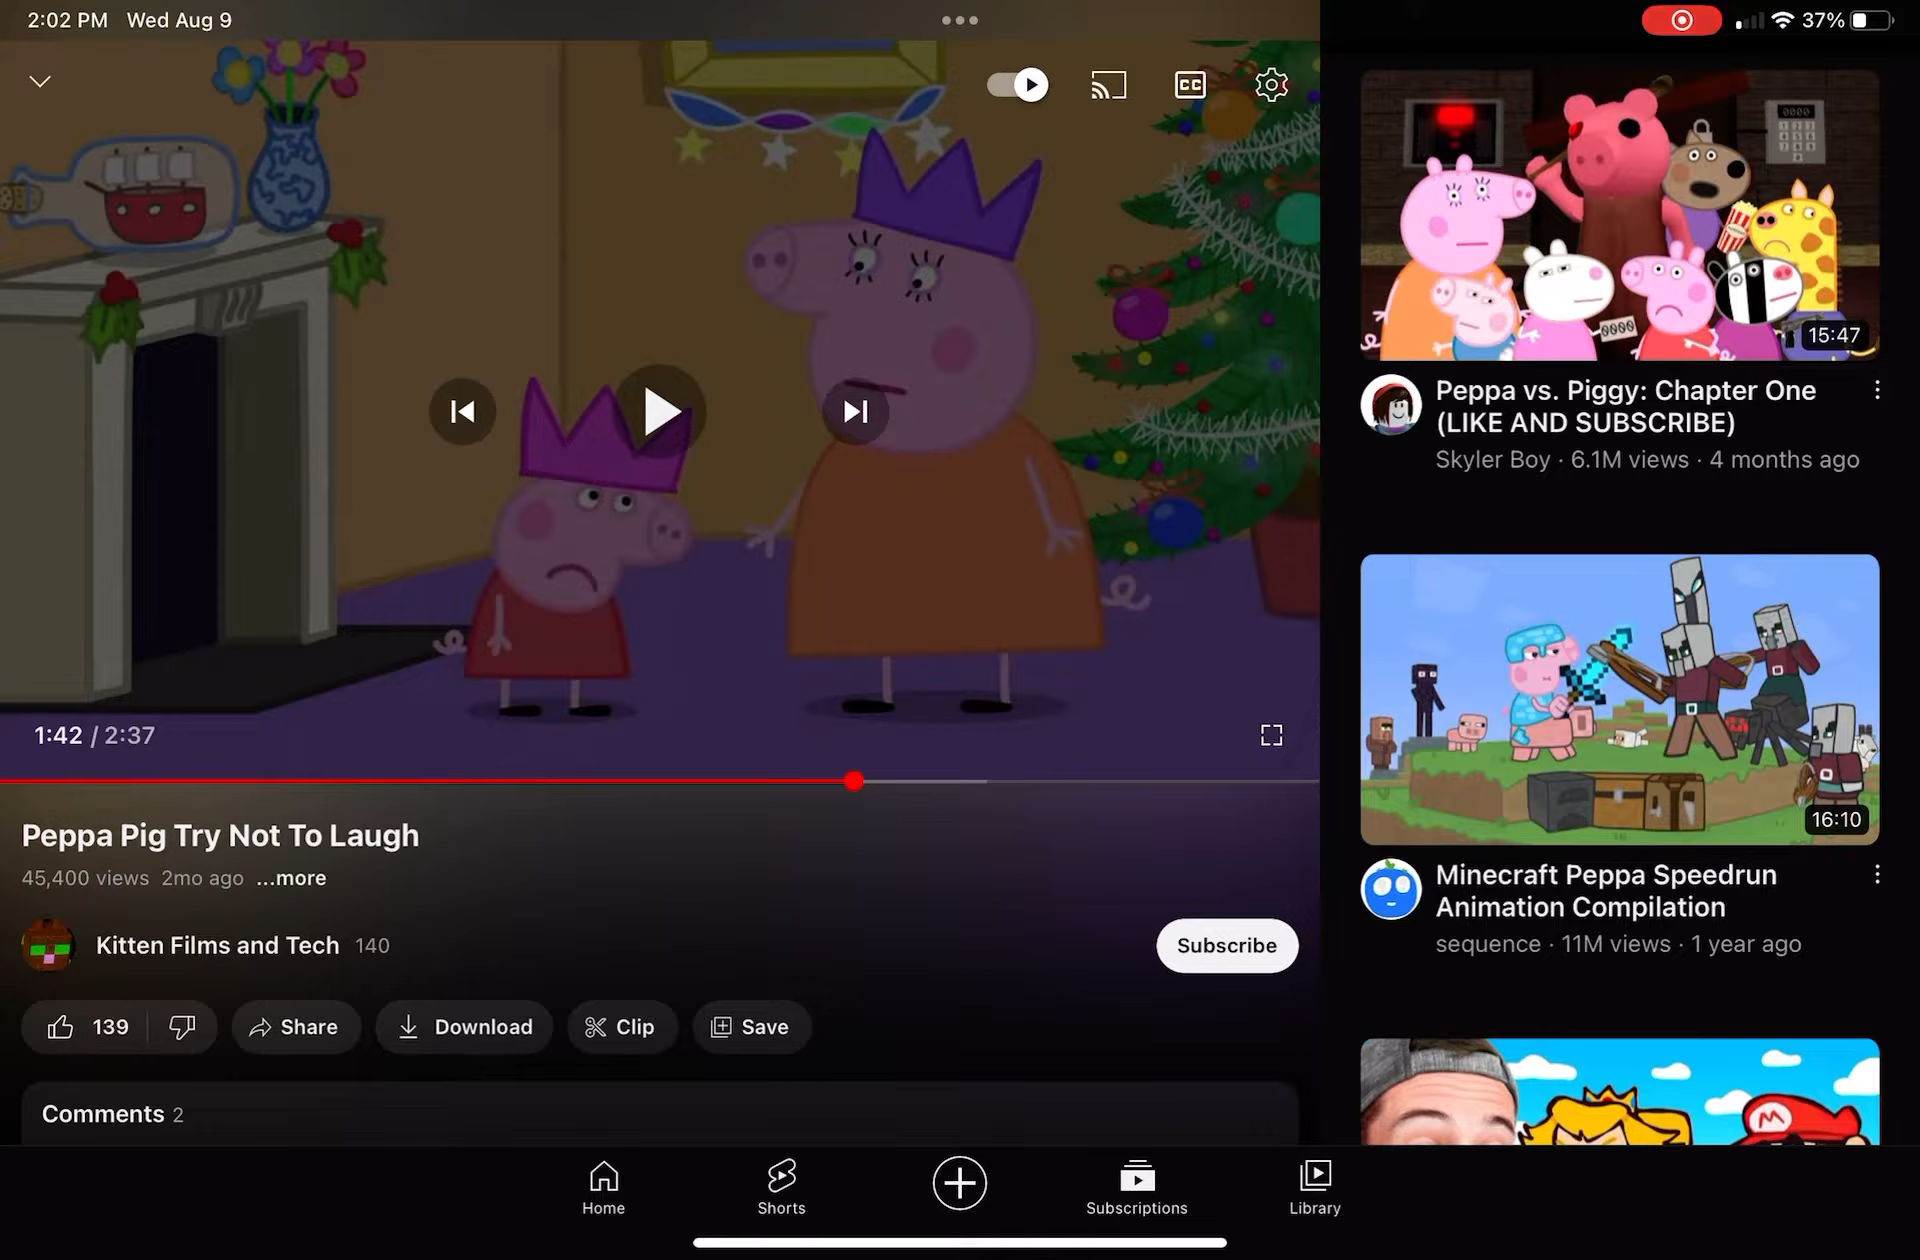 2:02 PM Wed Aug 9
37%
CC
1:42 / 2:37
Peppa Pig Try Not To Laugh
45,400 views 2mo ago ...more
Kitten Films and Tech 140
Subscribe
139
Share
Download
Clip
Save
Comments 2
0000
15:47
Peppa vs. Piggy: Chapter One
(LIKE AND SUBSCRIBE)
Skyler Boy · 6.1M views · 4 months ago
16:10
Minecraft Peppa Speedrun
Animation Compilation
sequence · 11M views · 1 year ago
M
Home
Shorts
Subscriptions
Library